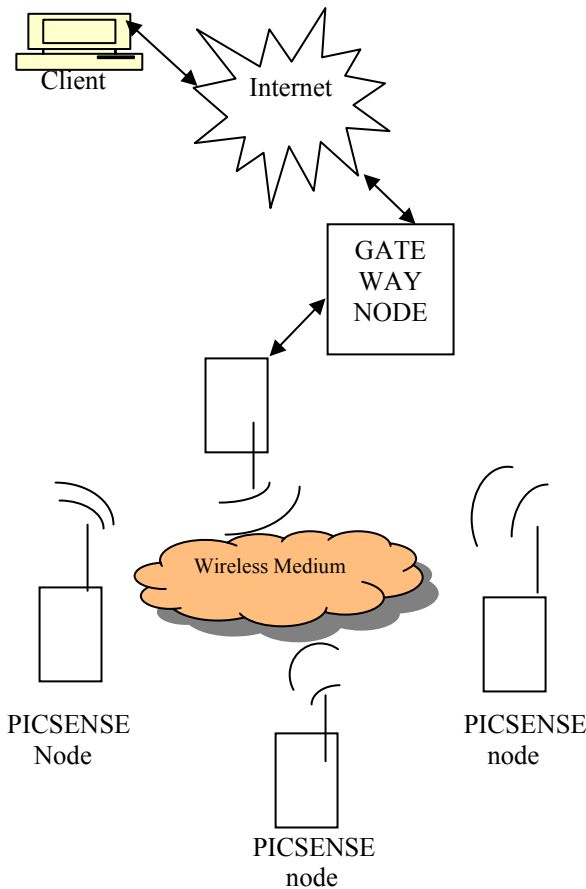 Client
Internet
GATE
WAY
NODE
Wireless Medium
PICSENSE
Node
PICSENSE
node
PICSENSE
node